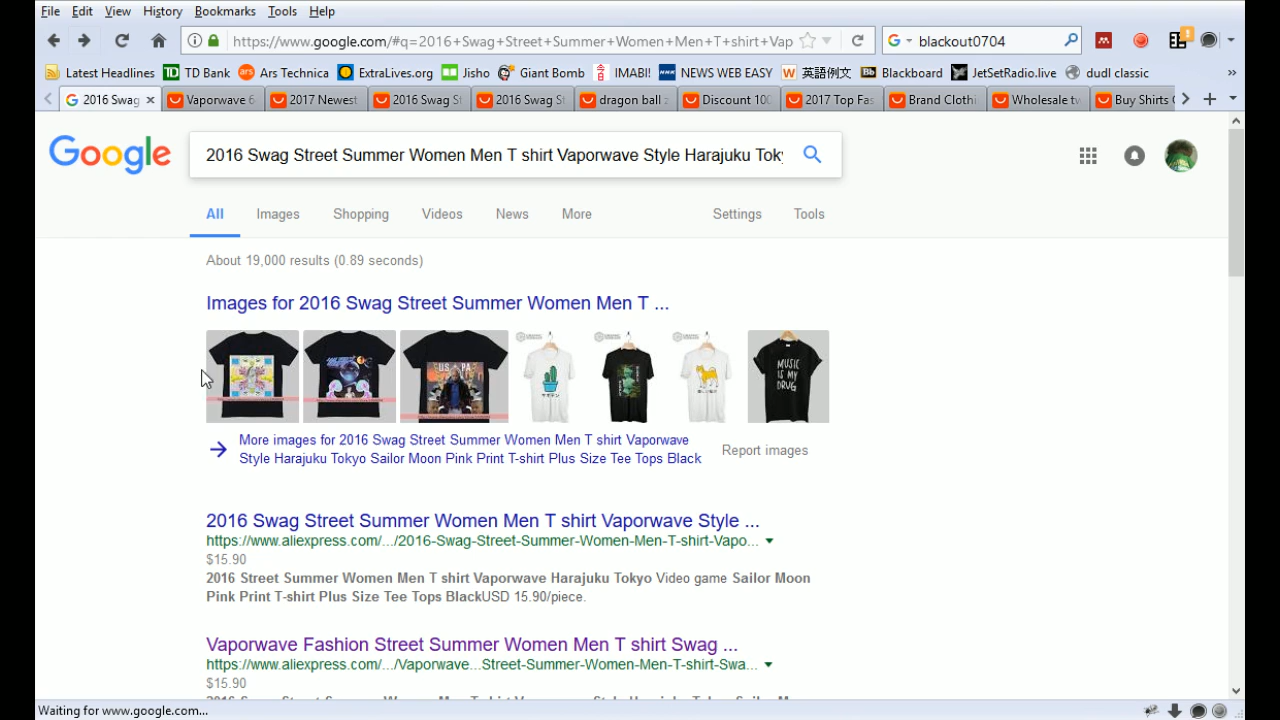 File Edit View History Bookmarks Tools Help
https://www.google.com/#q=2016+Swag+Street+Summer+Women+Men+T+shirt+Vap
blackout0704
1
Latest Headlines TD Bank Ars Technica ExtraLives.org Jisho Giant Bomb IMABI! NEWS WEB EASY 英語例文 Blackboard JetSetRadio.live dudl classic
2016 Swag Vaporwave 6 2017 Newest 2016 Swag St 2016 Swag St dragon ball z Discount 100 2017 Top Fas Brand Clothi Wholesale tw Buy Shirts
Google
2016 Swag Street Summer Women Men T shirt Vaporwave Style Harajuku Toky
All Images Shopping Videos News More Settings Tools
About 19,000 results (0.89 seconds)
Images for 2016 Swag Street Summer Women Men T ...
MUSIC
IS MY
DRUG
More images for 2016 Swag Street Summer Women Men T shirt Vaporwave
Style Harajuku Tokyo Sailor Moon Pink Print T-shirt Plus Size Tee Tops Black
Report images
2016 Swag Street Summer Women Men T shirt Vaporwave Style ...
https://www.aliexpress.com/.../2016-Swag-Street-Summer-Women-Men-T-shirt-Vapo...
$15.90
2016 Street Summer Women Men T shirt Vaporwave Harajuku Tokyo Video game Sailor Moon
Pink Print T-shirt Plus Size Tee Tops BlackUSD 15.90/piece.
Vaporwave Fashion Street Summer Women Men T shirt Swag ...
https://www.aliexpress.com/.../Vaporwave...Street-Summer-Women-Men-T-shirt-Swa...
$15.90
Waiting for www.google.com...